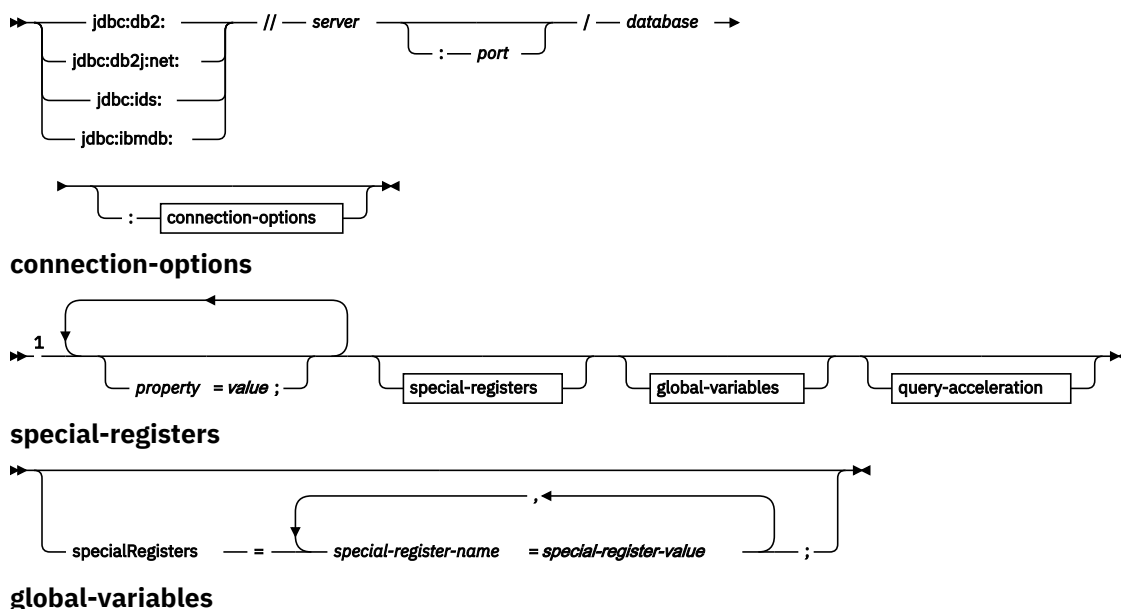 jdbc:db2: // server / database
: port
jdbc:db2j:net:
jdbc:ids:
jdbc:ibmdb:
: connection-options
connection-options
1
property = value ; special-registers global-variables query-acceleration
special-registers
,
specialRegisters = special-register-name = special-register-value ;
global-variables